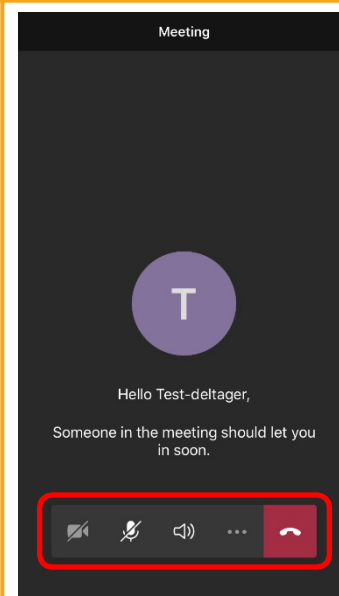 Meeting
T
Hello Test-deltager,
Someone in the meeting should let you
in soon.